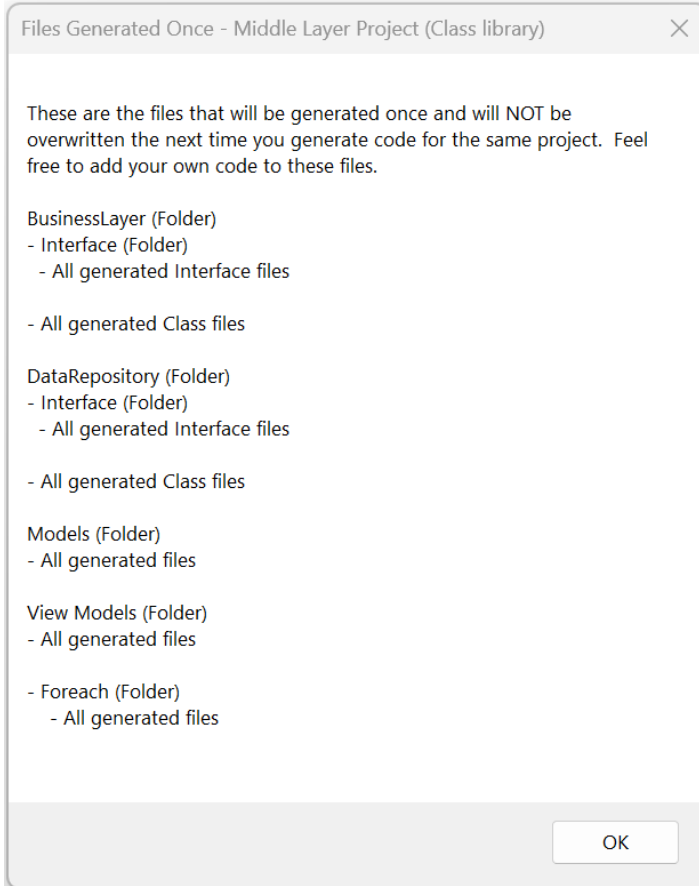 Files Generated Once - Middle Layer Project (Class library)
These are the files that will be generated once and will NOT be
overwritten the next time you generate code for the same project.  Feel
free to add your own code to these files.
BusinessLayer (Folder)
- Interface (Folder)
- All generated Interface files
- All generated Class files
DataRepository (Folder)
- Interface (Folder)
- All generated Interface files
- All generated Class files
Models (Folder)
- All generated files
View Models (Folder)
- All generated files
- Foreach (Folder)
- All generated files
OK